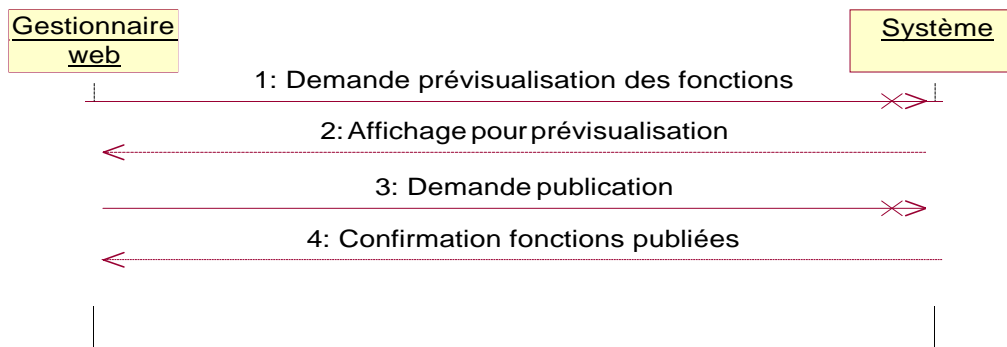 Gestionnaire
web
Système
1: Demande prévisualisation des fonctions
2: Affichage pour prévisualisation
3: Demande publication
4: Confirmation fonctions publiées